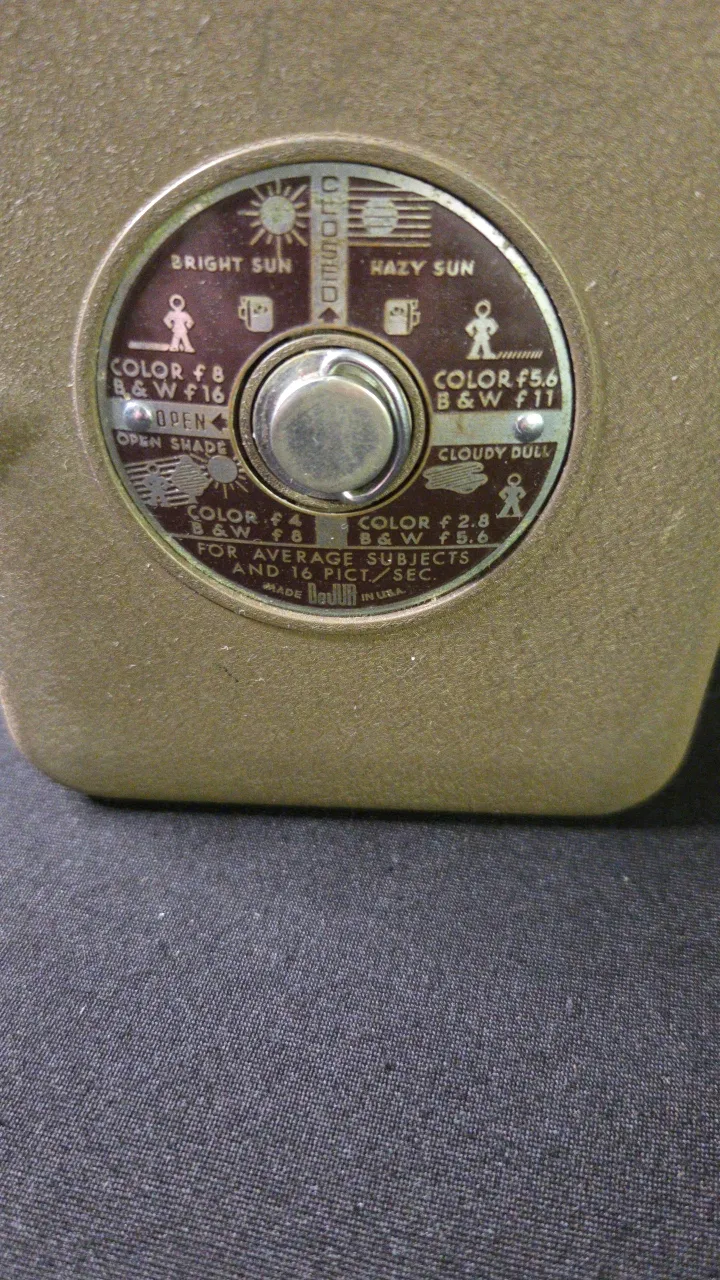 CLOSED
BRIGHT SUN
HAZY SUN
COLOR f 8
B & W f 16
COLOR f 5.6
B & W f 11
OPEN
OPEN SHADE
CLOUDY DULL
COLOR f 4
B & W f 8
COLOR f 2.8
B & W f 5.6
FOR AVERAGE SUBJECTS
AND 16 PICT./SEC.
MADE DeJUR IN U.S.A.